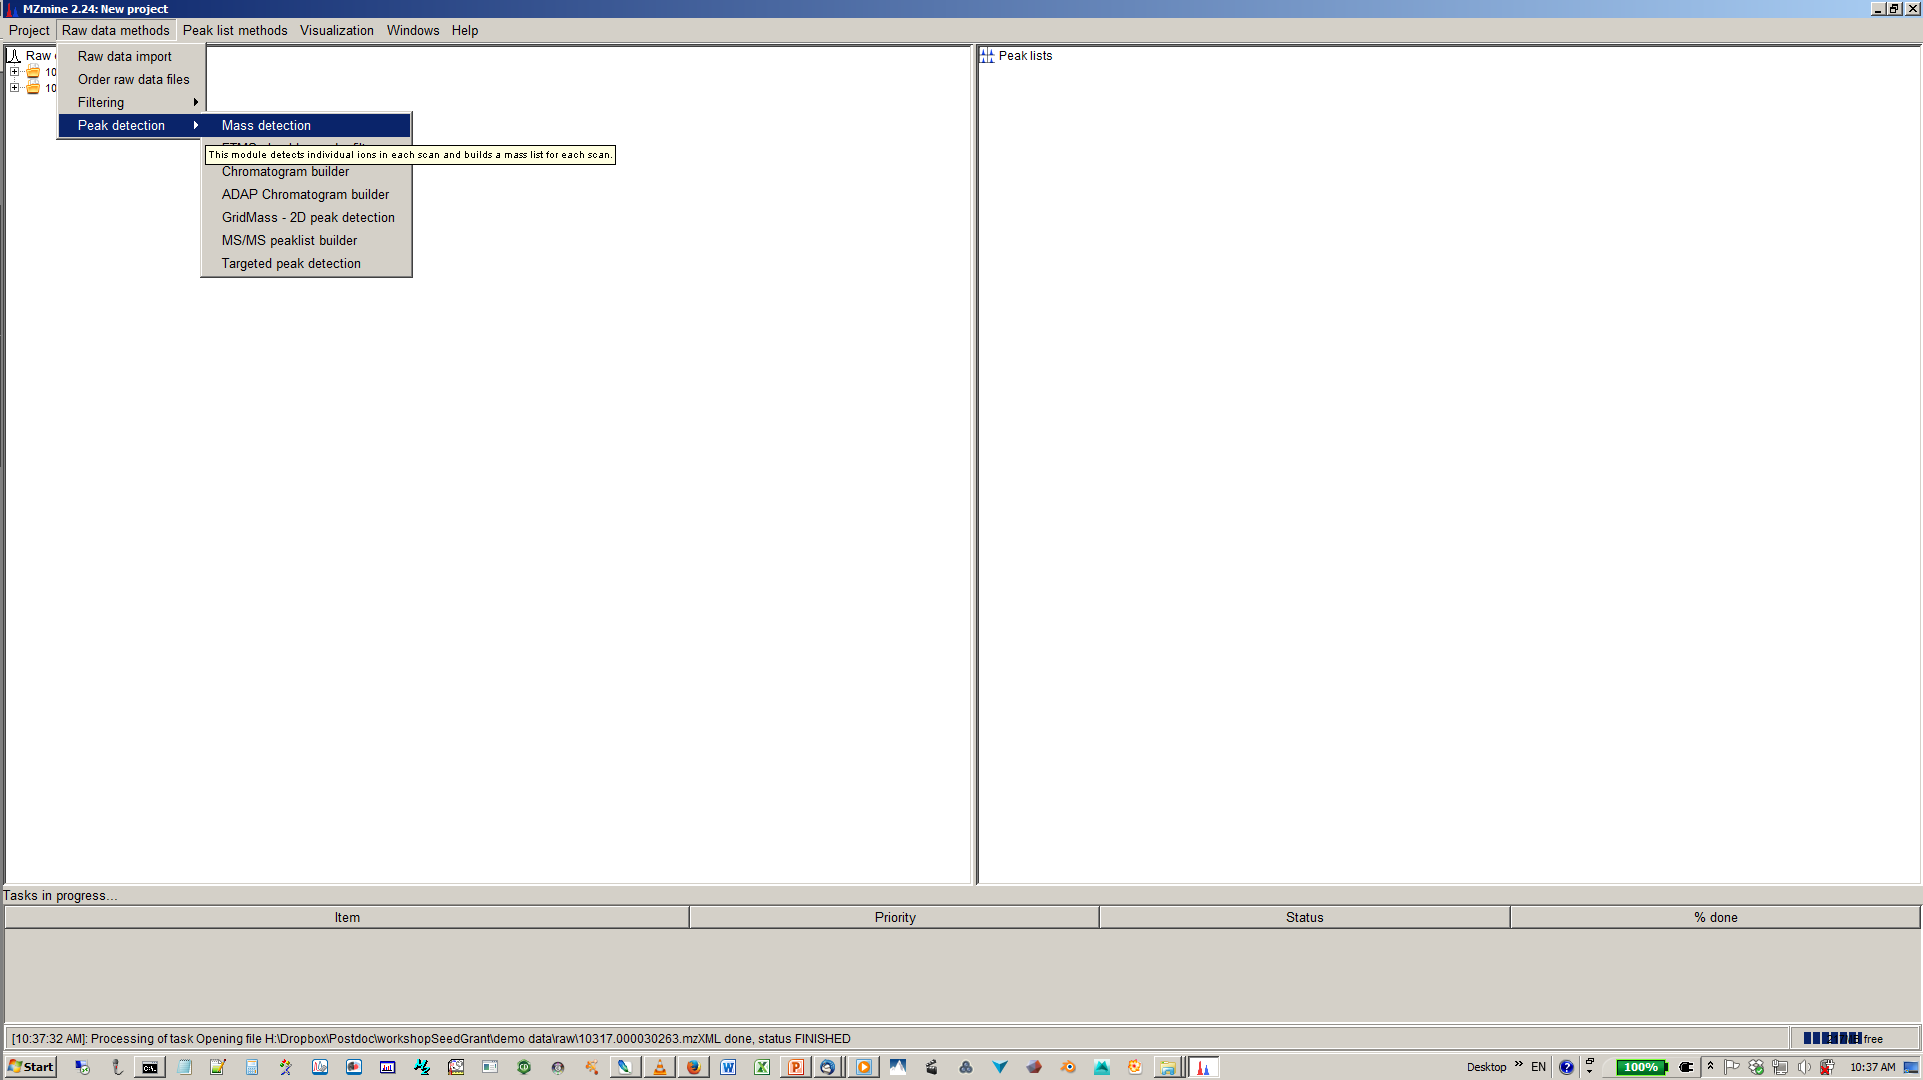 MZmine 2.24: New project
Project Raw data methods Peak list methods Visualization Windows Help
Raw
10
10
Raw data import
Order raw data files
Filtering
Peak detection
Mass detection
This module detects individual ions in each scan and builds a mass list for each scan.
Chromatogram builder
ADAP Chromatogram builder
GridMass - 2D peak detection
MS/MS peaklist builder
Targeted peak detection
Peak lists
Tasks in progress...
Item Priority Status % done
[10:37:32 AM]: Processing of task Opening file H:\Dropbox\Postdoc\workshopSeedGrant\demo data\raw\10317.000030263.mzXML done, status FINISHED
free
Start Desktop » EN 100% 10:37 AM